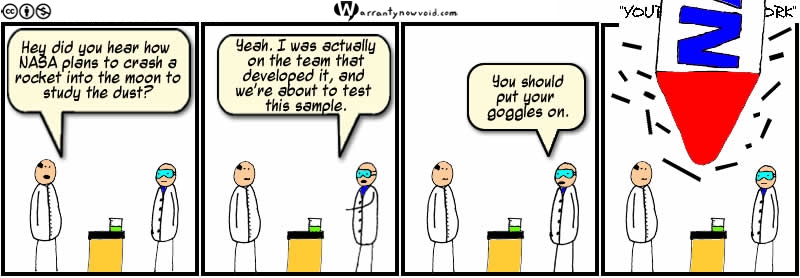 Warrantynowvoid.com
Hey did you hear how
NASA plans to crash a
rocket into the moon to
study the dust?
Yeah. I was actually
on the team that
developed it, and
we're about to test
this sample.
You should
put your
goggles on.
"YOU
ORK"
NA